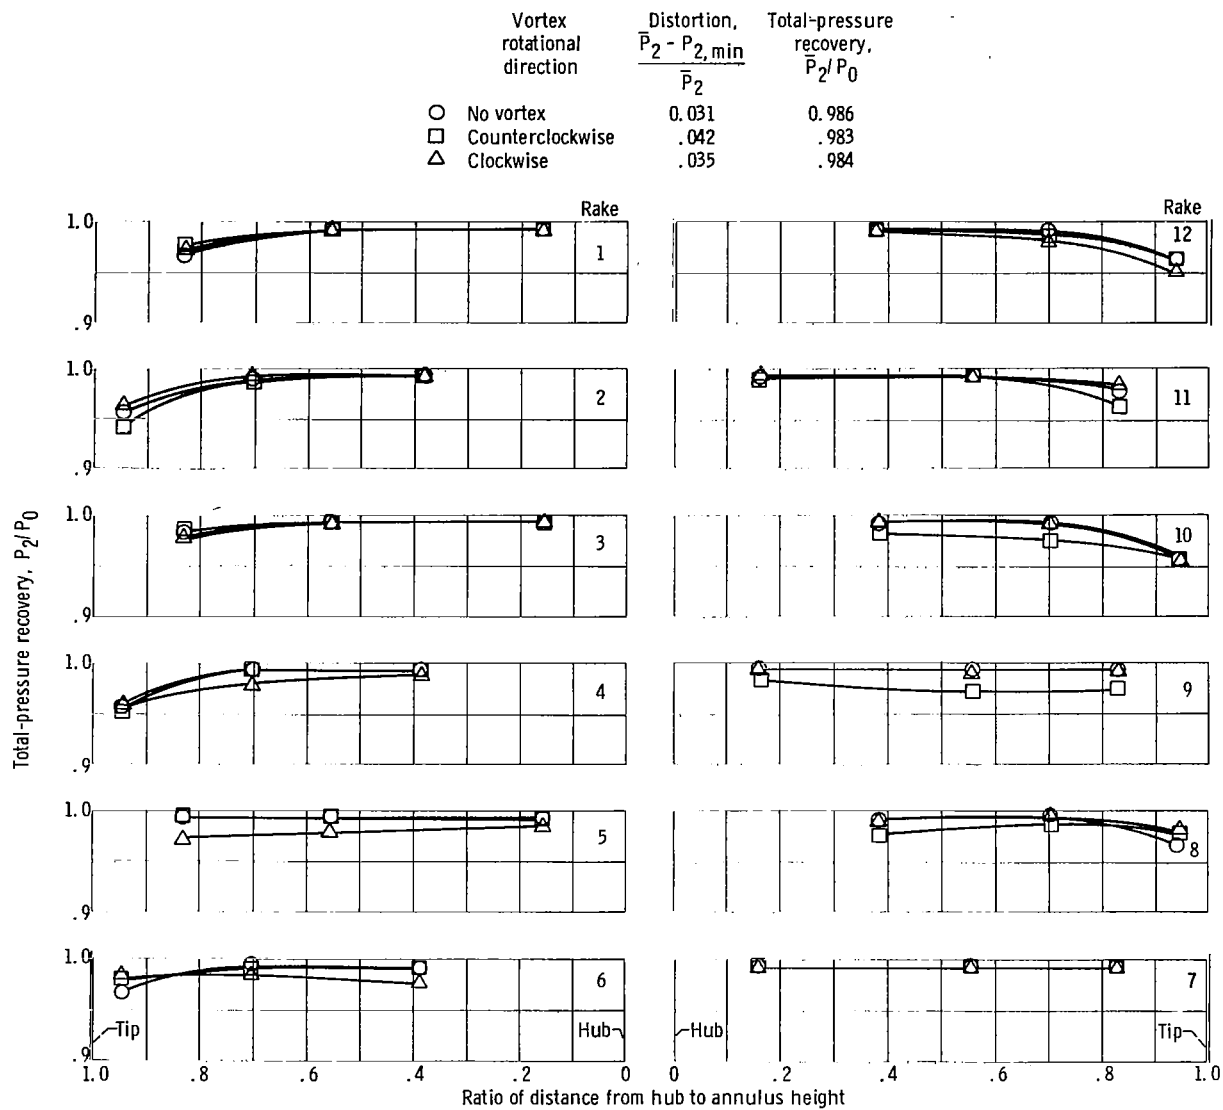 Vortex rotational direction
Distortion, P̄2 - P2, min / P̄2
Total-pressure recovery, P̄2/P0
No vortex 0.031 0.986
Counterclockwise .042 .983
Clockwise .035 .984
Rake
Rake
1.0
.9
1
12
1.0
.9
2
11
1.0
.9
3
10
1.0
.9
4
9
1.0
.9
5
8
1.0
.9
6
7
Tip
Hub
Hub
Tip
1.0 .8 .6 .4 .2 0
0 .2 .4 .6 .8 1.0
Total-pressure recovery, P2/P0
Ratio of distance from hub to annulus height